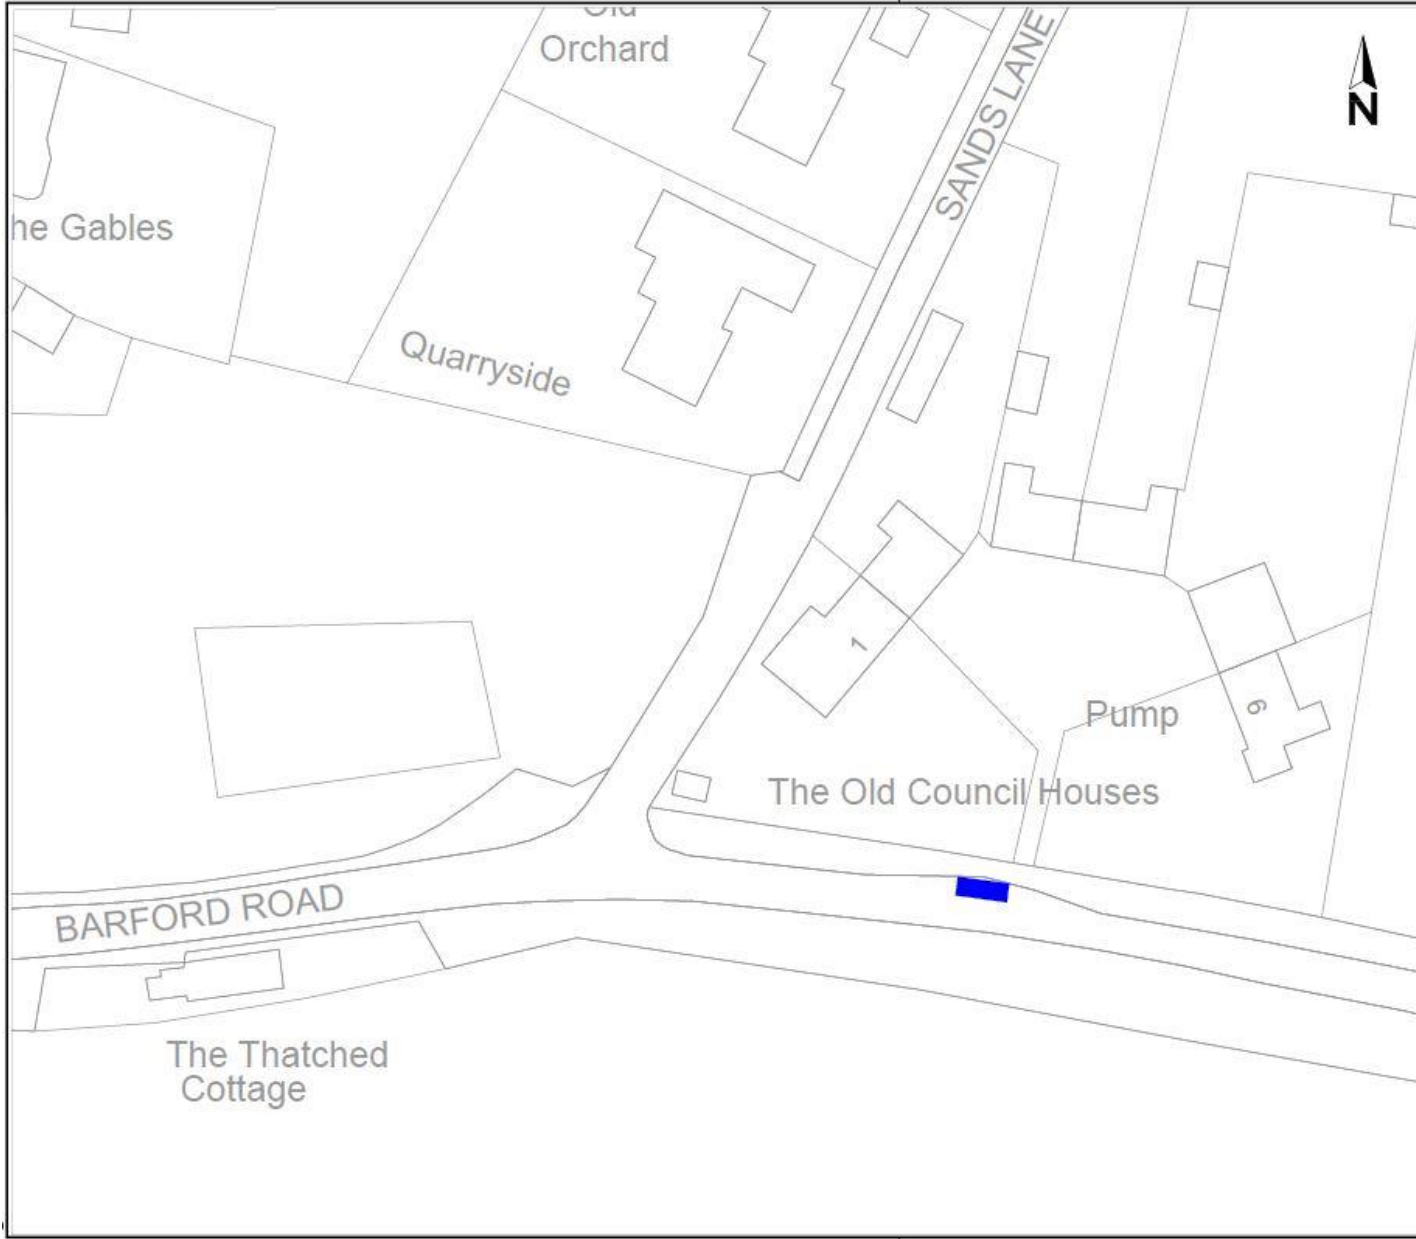 Orchard
SANDS LANE
N
he Gables
Quarryside
1
6
Pump
The Old Council Houses
BARFORD ROAD
The Thatched
Cottage